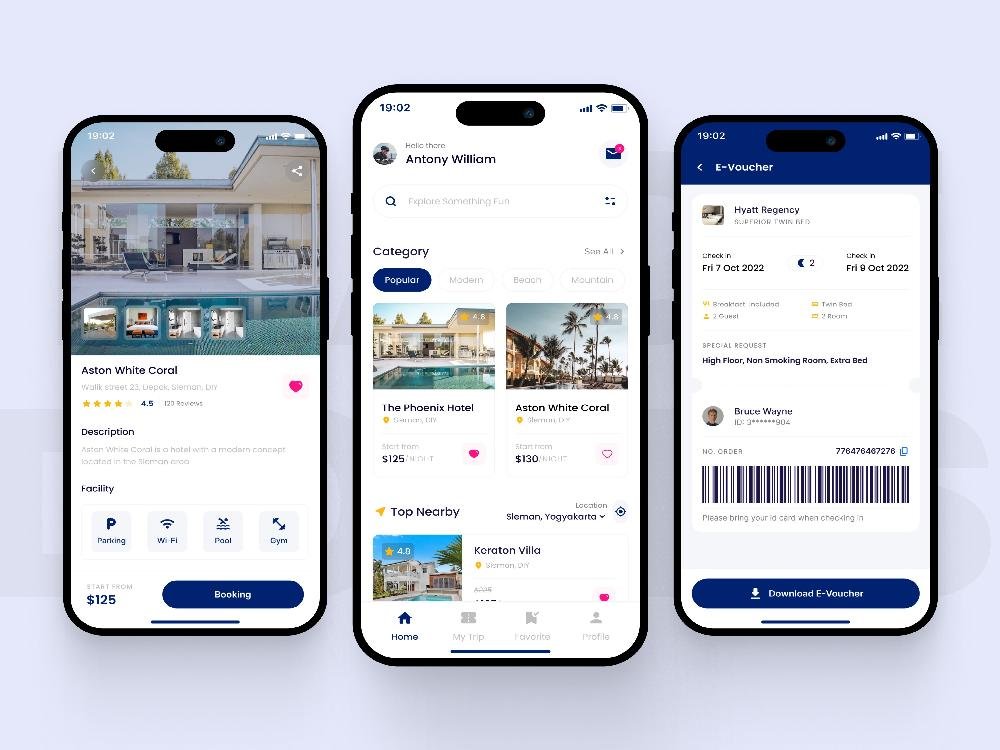 19:02
Aston White Coral
Walik street 23, Depok, Sleman, DIY
4.5 120 Reviews
Description
Aston White Coral is a hotel with a modern concept
located in the Sleman area
Facility
P
Parking Wi-Fi Pool Gym
START FROM
$125
Booking
19:02
Hello there
Antony William
Explore Something Fun
Category See All
Popular Modern Beach Mountain
4.8 4.8
The Phoenix Hotel Aston White Coral
Sleman, DIY Sleman, DIY
Start from Start from
$125/NIGHT $130/NIGHT
Location
Top Nearby Sleman, Yogyakarta
4.8 Keraton Villa
Sleman, DIY
Home My Trip Favorite Profile
19:02
E-Voucher
Hyatt Regency
SUPERIOR TWIN BED
Check in Check in
Fri 7 Oct 2022 2 Fri 9 Oct 2022
Breakfast Included Twin Bed
2 Guest 2 Room
SPECIAL REQUEST
High Floor, Non Smoking Room, Extra Bed
Bruce Wayne
ID: 3******904
NO. ORDER 776476467276
Please bring your id card when checking in
Download E-Voucher